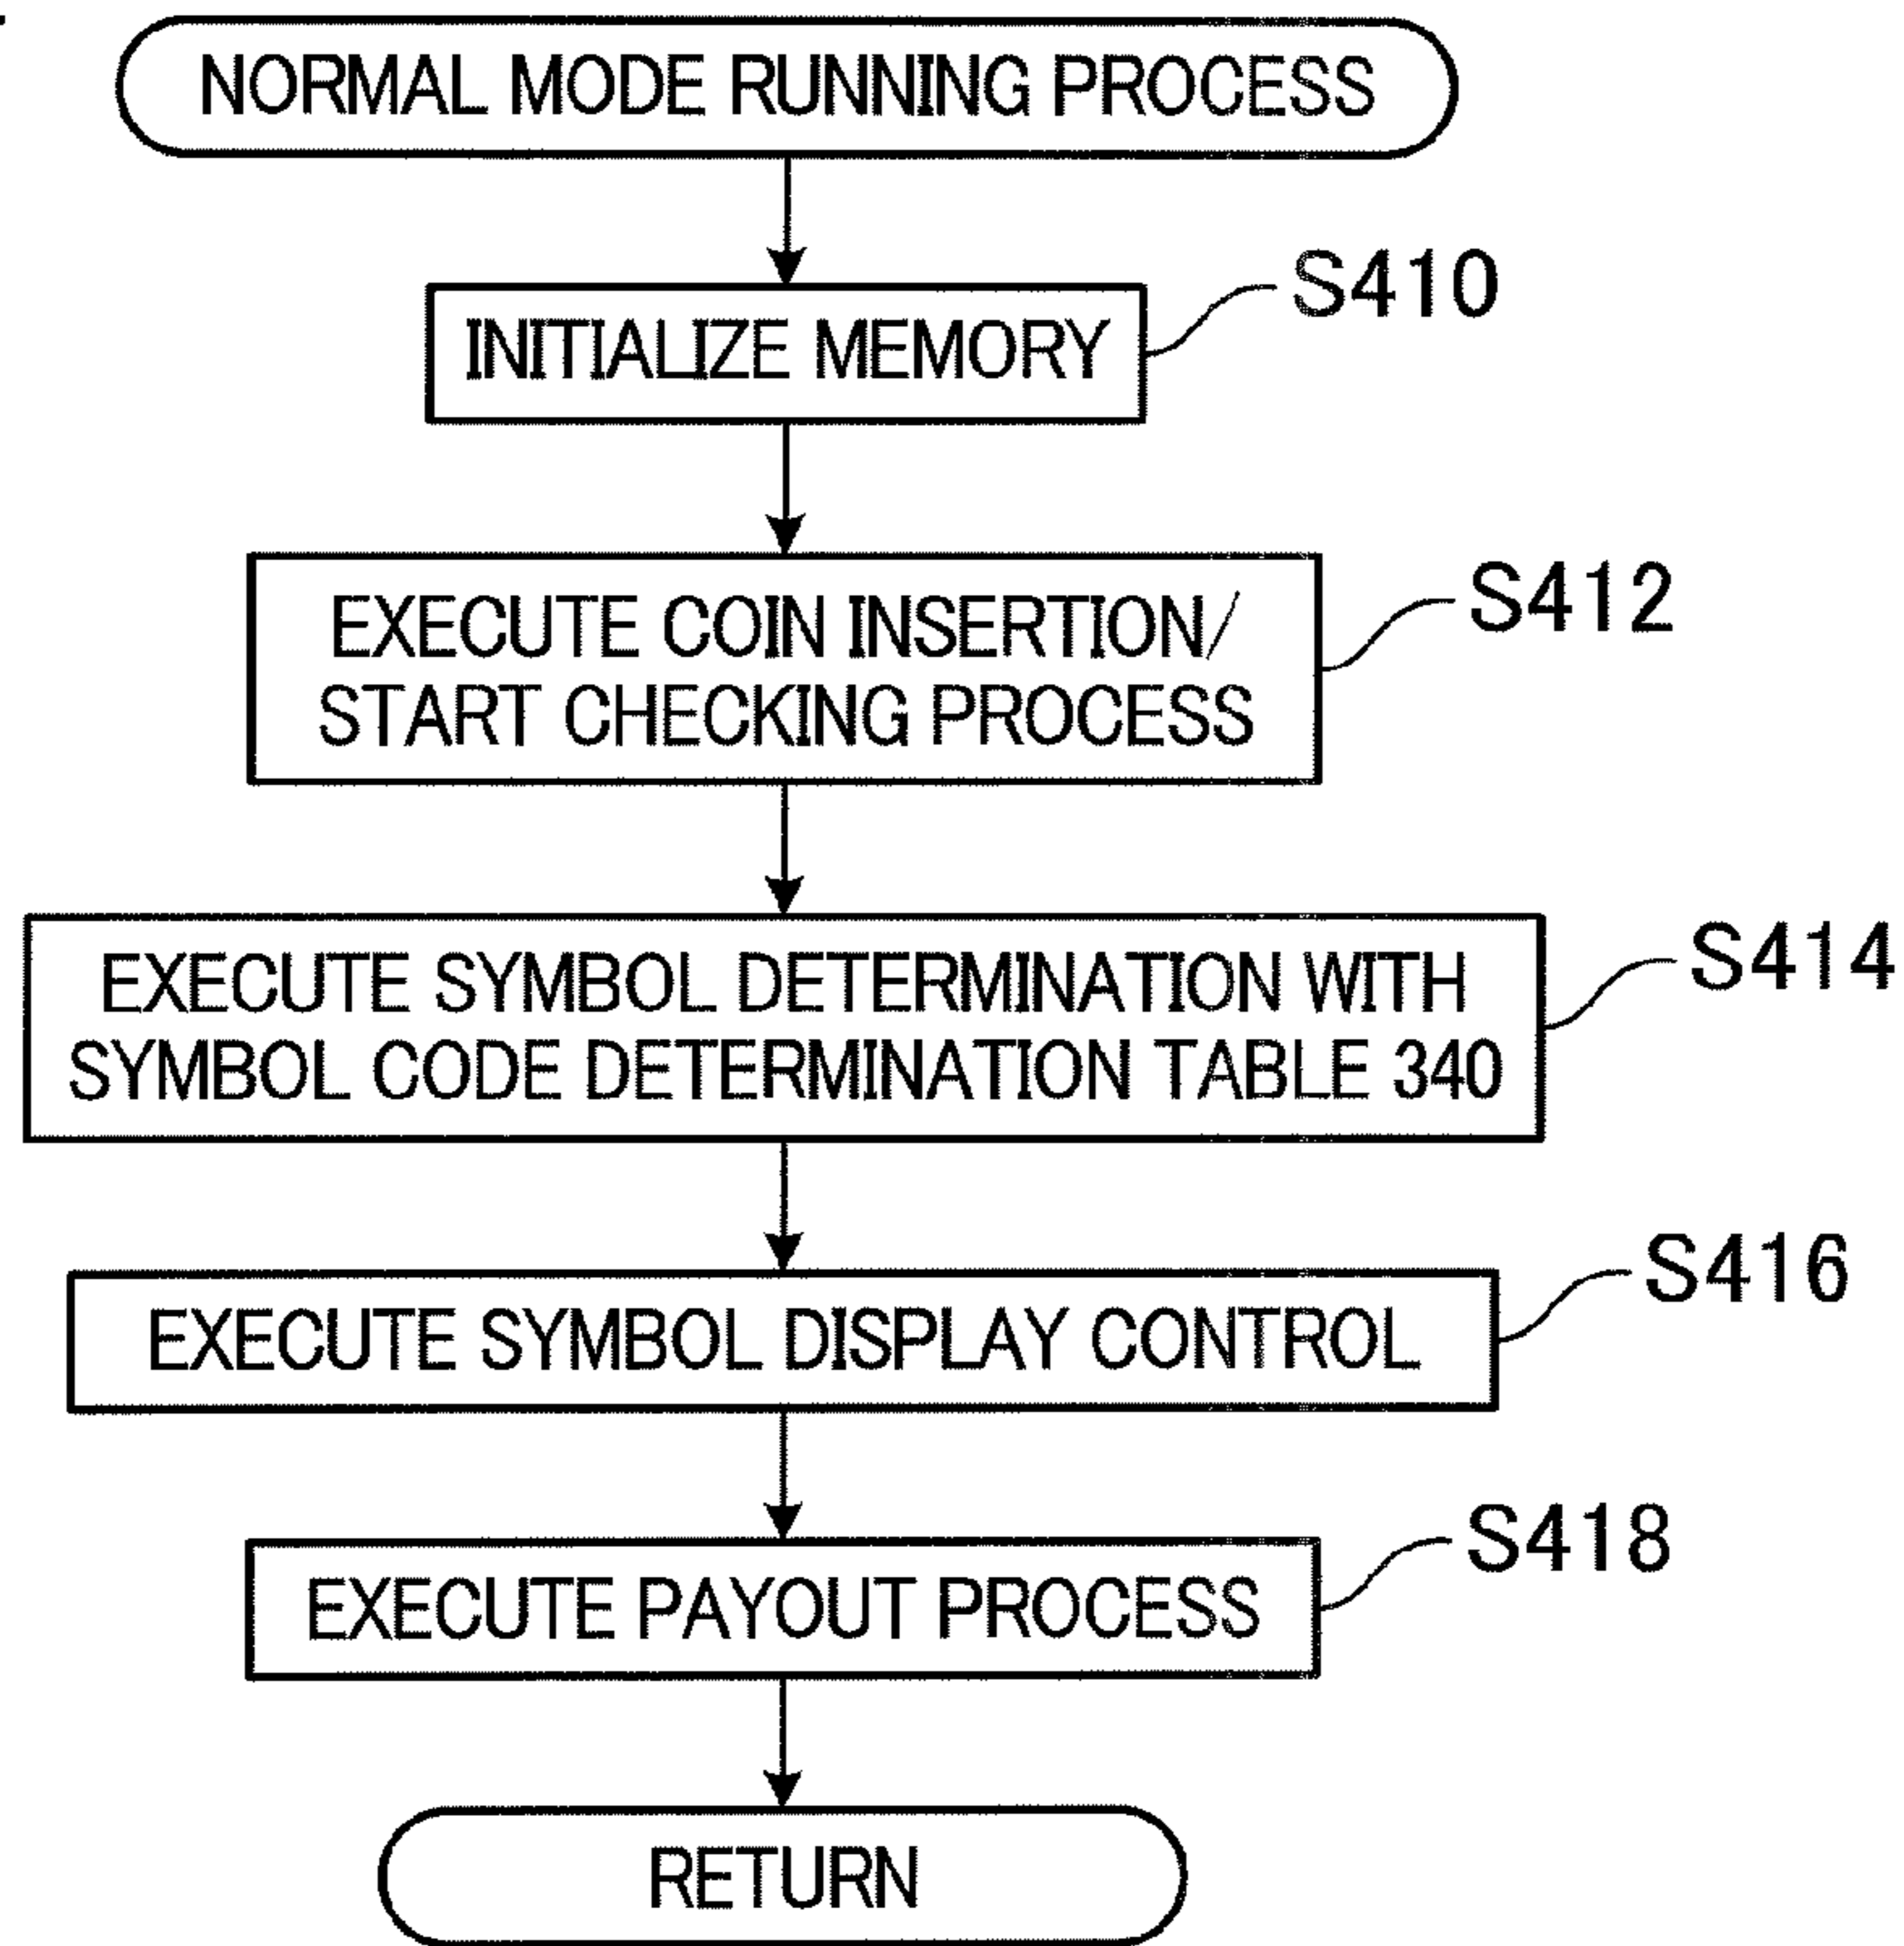 NORMAL MODE RUNNING PROCESS
INITIALIZE MEMORY
S410
EXECUTE COIN INSERTION/
START CHECKING PROCESS
S412
EXECUTE SYMBOL DETERMINATION WITH
SYMBOL CODE DETERMINATION TABLE 340
S414
EXECUTE SYMBOL DISPLAY CONTROL
S416
EXECUTE PAYOUT PROCESS
S418
RETURN